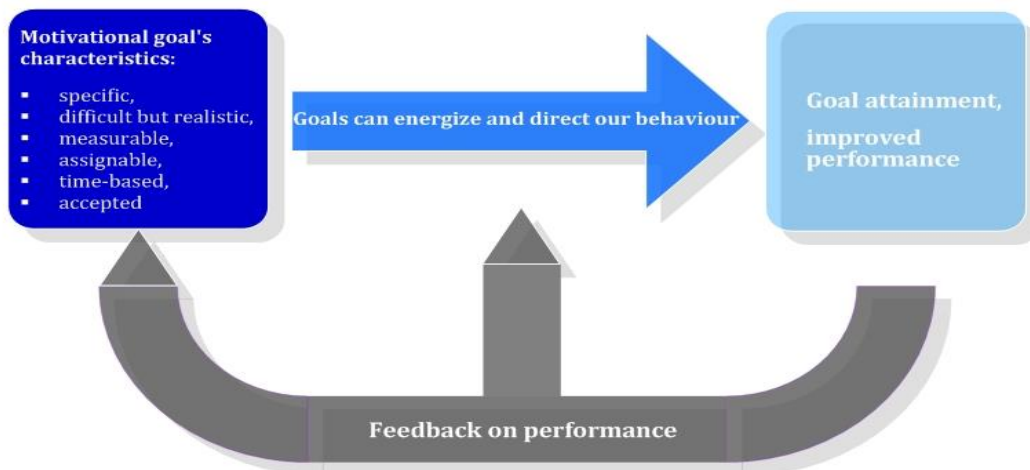 Motivational goal's
characteristics:
▪ specific,
▪ difficult but realistic,
▪ measurable,
▪ assignable,
▪ time-based,
▪ accepted
Goals can energize and direct our behaviour
Goal attainment,
improved
performance
Feedback on performance